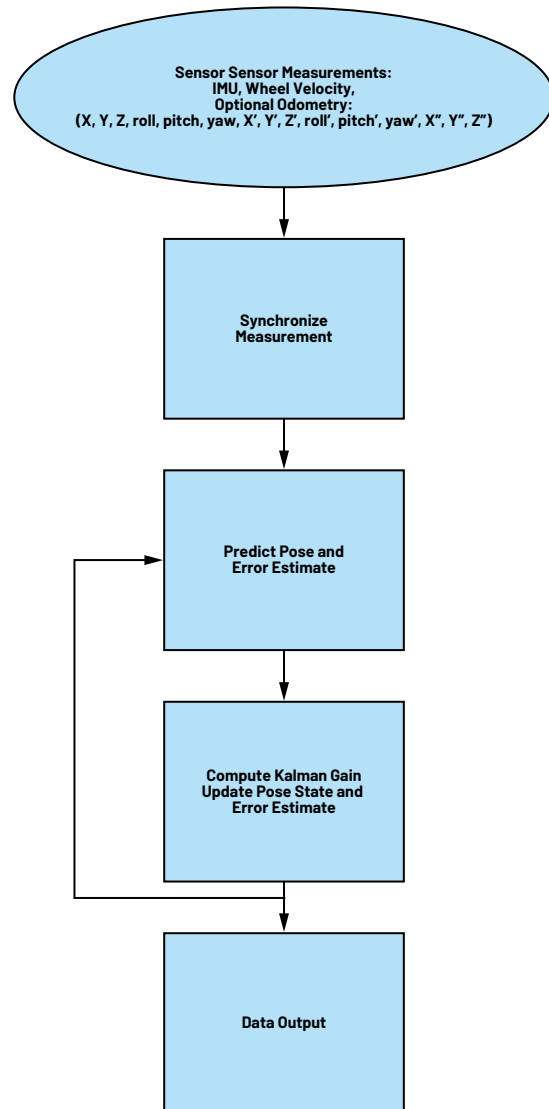 Sensor Sensor Measurements:
IMU, Wheel Velocity,
Optional Odometry:
(X, Y, Z, roll, pitch, yaw, X’, Y’, Z’, roll’, pitch’, yaw’, X”, Y”, Z”)
Synchronize
Measurement
Predict Pose and
Error Estimate
Compute Kalman Gain
Update Pose State and
Error Estimate
Data Output